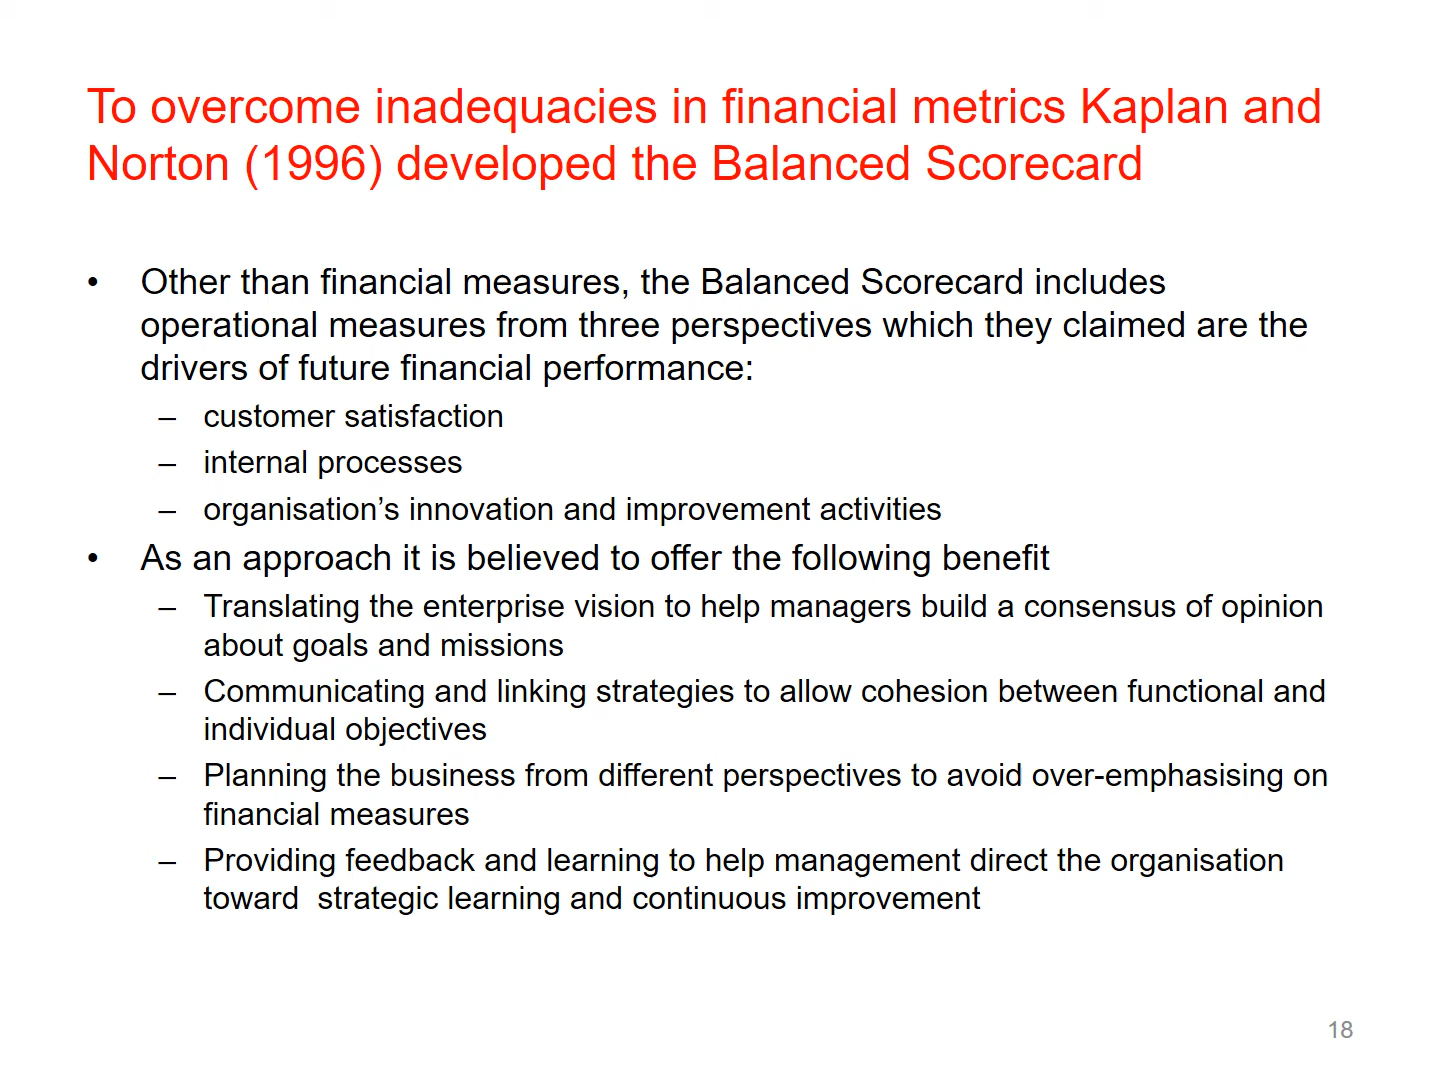 To overcome inadequacies in financial metrics Kaplan and
Norton (1996) developed the Balanced Scorecard
• Other than financial measures, the Balanced Scorecard includes
operational measures from three perspectives which they claimed are the
drivers of future financial performance:
– customer satisfaction
– internal processes
– organisation’s innovation and improvement activities
• As an approach it is believed to offer the following benefit
– Translating the enterprise vision to help managers build a consensus of opinion
about goals and missions
– Communicating and linking strategies to allow cohesion between functional and
individual objectives
– Planning the business from different perspectives to avoid over-emphasising on
financial measures
– Providing feedback and learning to help management direct the organisation
toward  strategic learning and continuous improvement
18